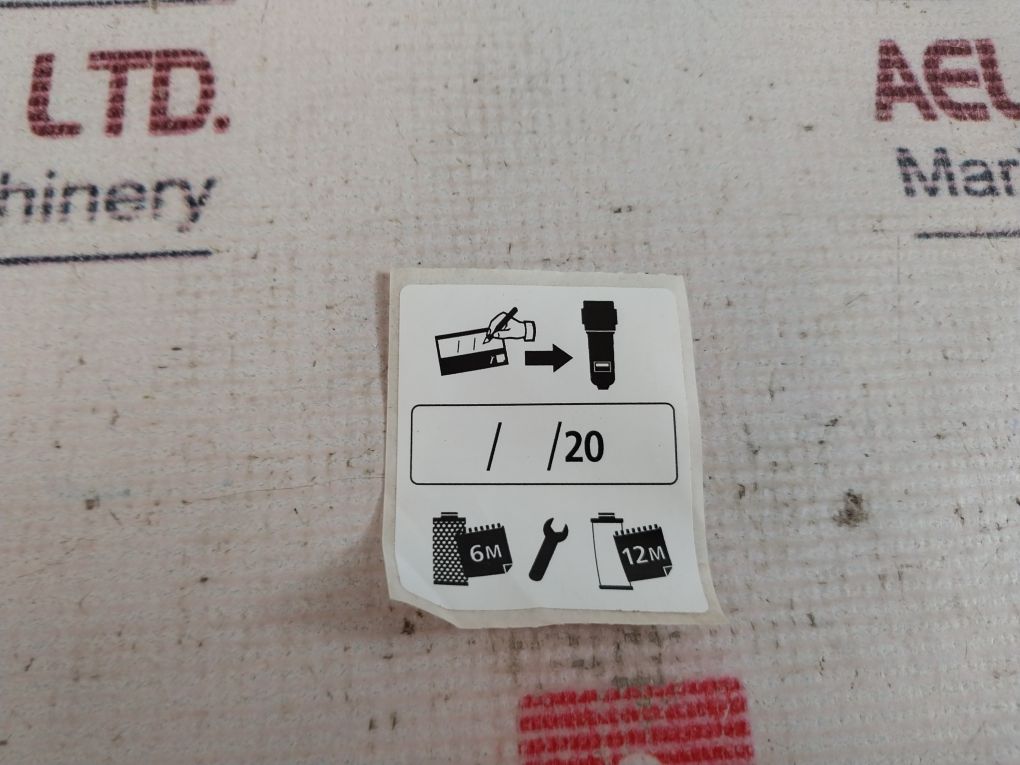 LTD.
AEL
hinery
Mar
/ /20
6M
12M